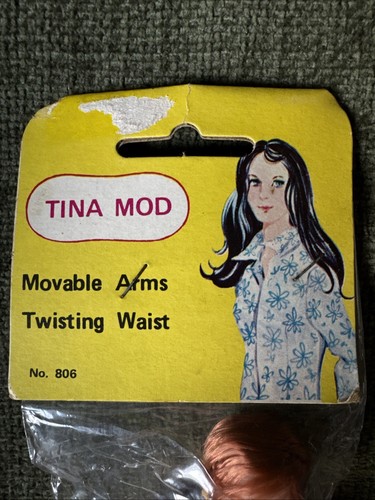 TINA MOD
Movable Arms
Twisting Waist
No. 806